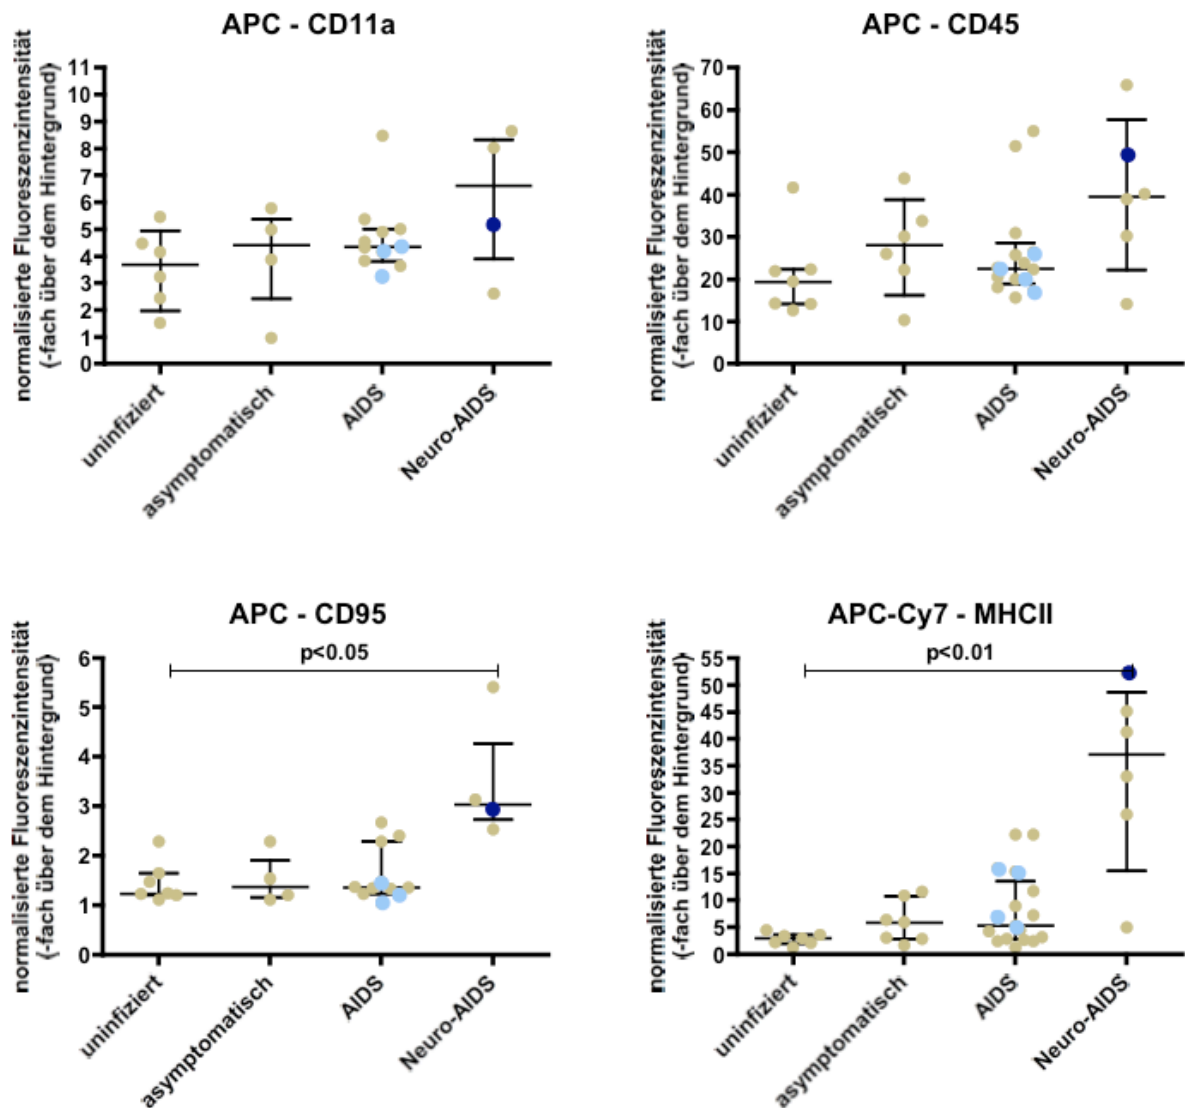 APC - CD11a
normalisierte Fluoreszenzintensität
(-fach über dem Hintergrund)
11
10
9
8
7
6
5
4
3
2
1
0
uninfiziert
asymptomatisch
AIDS
Neuro-AIDS
APC - CD45
normalisierte Fluoreszenzintensität
(-fach über dem Hintergrund)
70
60
50
40
30
20
10
0
uninfiziert
asymptomatisch
AIDS
Neuro-AIDS
APC - CD95
p<0.05
normalisierte Fluoreszenzintensität
(-fach über dem Hintergrund)
6
5
4
3
2
1
0
uninfiziert
asymptomatisch
AIDS
Neuro-AIDS
APC-Cy7 - MHCII
p<0.01
normalisierte Fluoreszenzintensität
(-fach über dem Hintergrund)
55
50
45
40
35
30
25
20
15
10
5
0
uninfiziert
asymptomatisch
AIDS
Neuro-AIDS